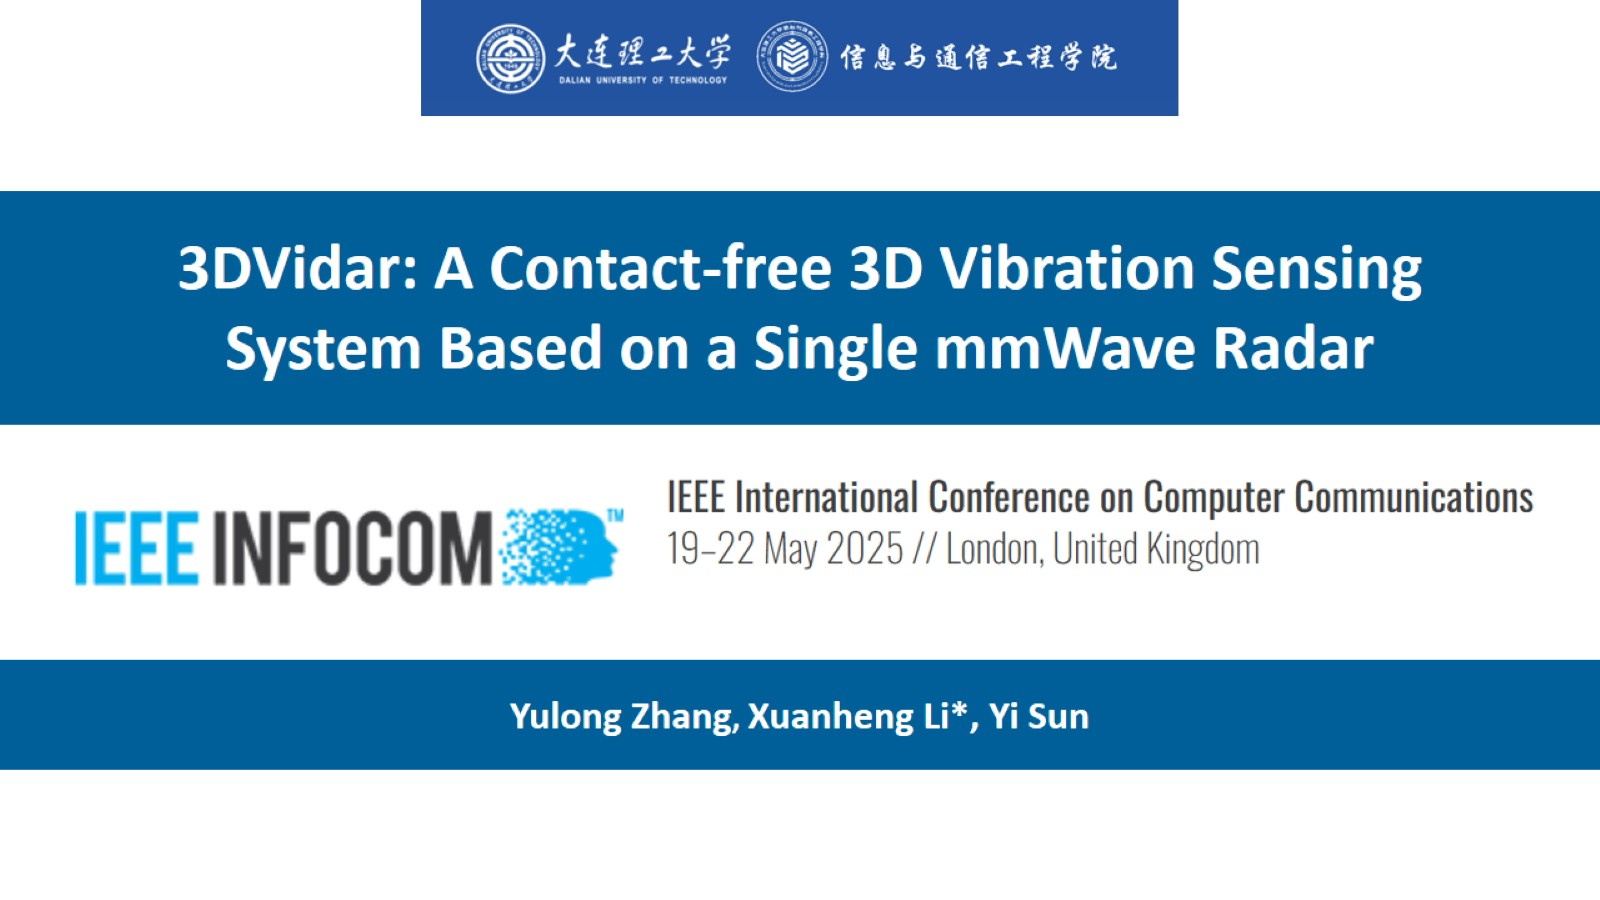 大连理工大学
DALIAN UNIVERSITY OF TECHNOLOGY
信息与通信工程学院
3DVidar: A Contact-free 3D Vibration Sensing
System Based on a Single mmWave Radar
IEEE INFOCOM™
IEEE International Conference on Computer Communications
19–22 May 2025 // London, United Kingdom
Yulong Zhang, Xuanheng Li*, Yi Sun